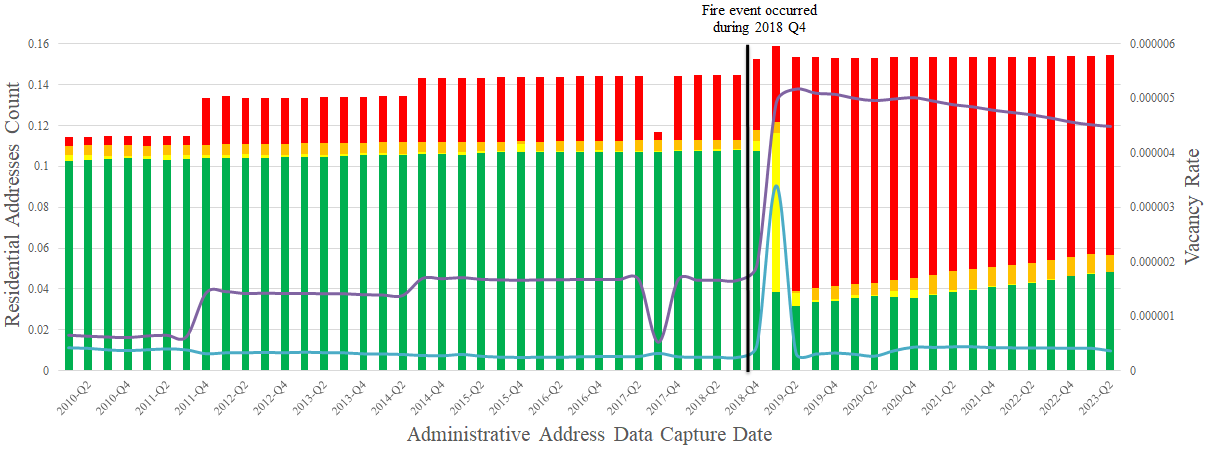 Fire event occurred
during 2018 Q4
0.16
0.14
0.12
0.1
0.08
0.06
0.04
0.02
0
Residential Addresses Count
0.000006
0.000005
0.000004
0.000003
0.000002
0.000001
0
Vacancy Rate
2010-Q2
2010-Q4
2011-Q2
2011-Q4
2012-Q2
2012-Q4
2013-Q2
2013-Q4
2014-Q2
2014-Q4
2015-Q2
2015-Q4
2016-Q2
2016-Q4
2017-Q2
2017-Q4
2018-Q2
2018-Q4
2019-Q2
2019-Q4
2020-Q2
2020-Q4
2021-Q2
2021-Q4
2022-Q2
2022-Q4
2023-Q2
Administrative Address Data Capture Date